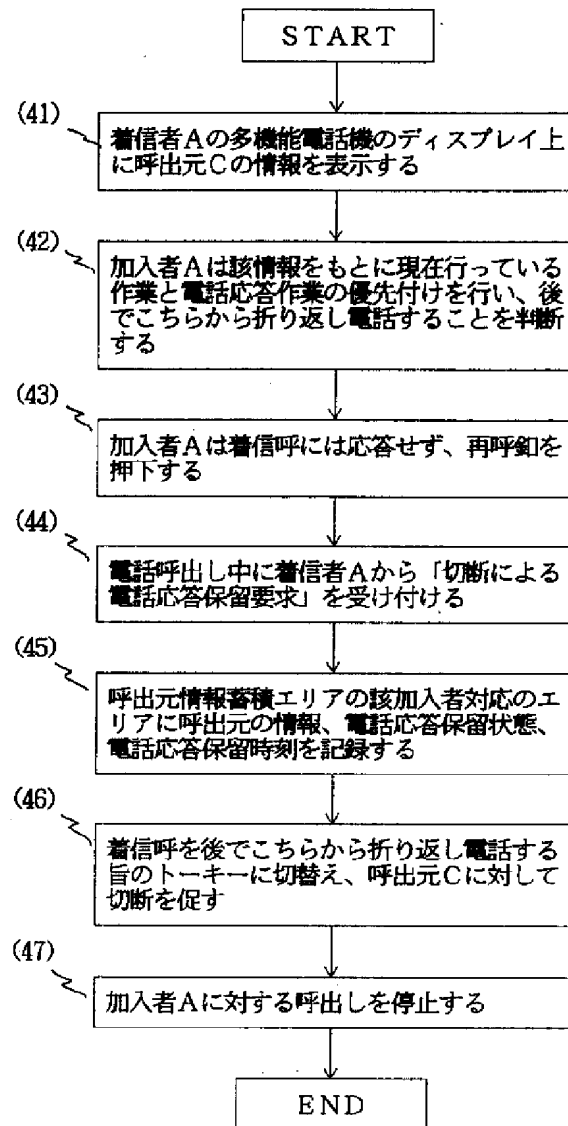 START
(41)
着信者Aの多機能電話機のディスプレイ上
に呼出元Cの情報を表示する
(42)
加入者Aは該情報をもとに現在行っている
作業と電話応答作業の優先付けを行い、後
でこちらから折り返し電話することを判断
する
(43)
加入者Aは着信呼には応答せず、再呼釦を
押下する
(44)
電話呼出し中に着信者Aから「切断による
電話応答保留要求」を受け付ける
(45)
呼出元情報蓄積エリアの該加入者対応のエ
リアに呼出元の情報、電話応答保留状態、
電話応答保留時刻を記録する
(46)
着信呼を後でこちらから折り返し電話する
旨のトーキーに切替え、呼出元Cに対して
切断を促す
(47)
加入者Aに対する呼出しを停止する
END